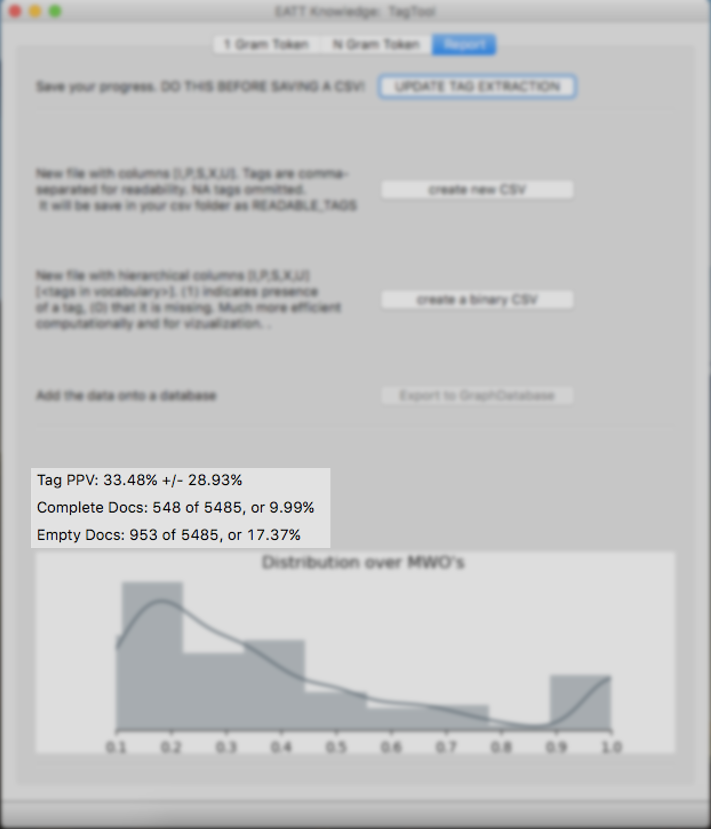 EATT Knowledge: TagTool
1 Gram Token
N Gram Token
Report
Save your progress. DO THIS BEFORE SAVING A CSV!
UPDATE TAG EXTRACTION
New file with columns [I,P,S,X,U]. Tags are comma-
separated for readability. NA tags ommitted.
It will be save in your csv folder as READABLE_TAGS
create new CSV
New file with hierarchical columns [I,P,S,X,U]
[<tags in vocabulary>]. (1) indicates presence
of a tag, (0) that it is missing. Much more efficient
computationally and for vizualization. .
create a binary CSV
Add the data onto a database
Export to GraphDatabase
Tag PPV: 33.48% +/- 28.93%
Complete Docs: 548 of 5485, or 9.99%
Empty Docs: 953 of 5485, or 17.37%
Distribution over MWO's
0.1 0.2 0.3 0.4 0.5 0.6 0.7 0.8 0.9 1.0